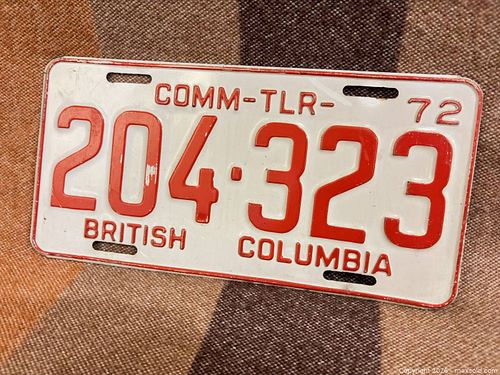 COMM-TLR- 72
204·323
BRITISH COLUMBIA